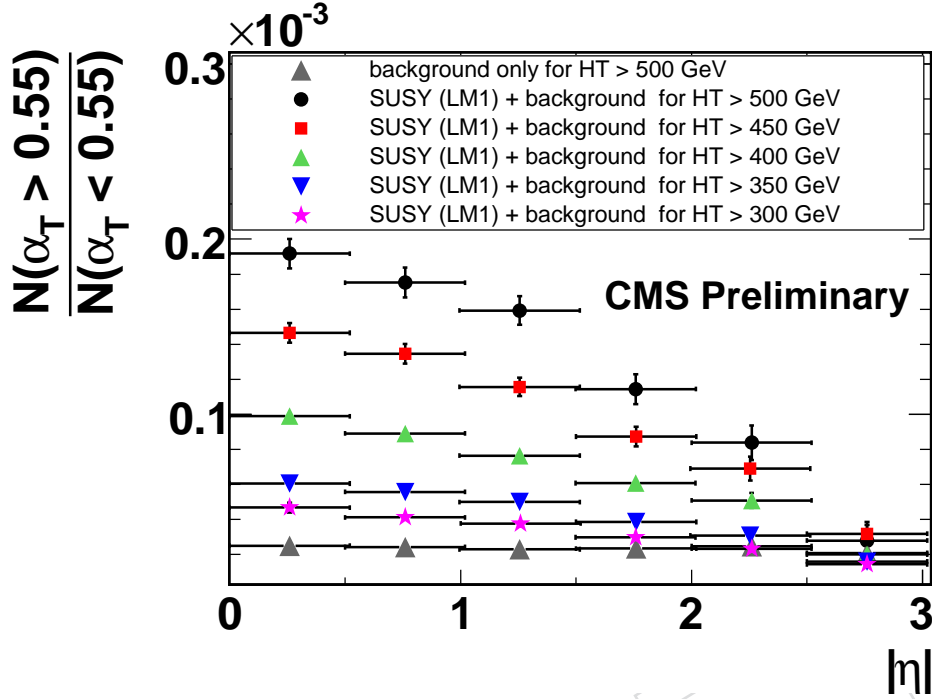 ×10⁻³
N(α_T > 0.55)
N(α_T < 0.55)
0.3
0.2
0.1
background only for HT > 500 GeV
SUSY (LM1) + background for HT > 500 GeV
SUSY (LM1) + background for HT > 450 GeV
SUSY (LM1) + background for HT > 400 GeV
SUSY (LM1) + background for HT > 350 GeV
SUSY (LM1) + background for HT > 300 GeV
CMS Preliminary
0 1 2 3
|η|